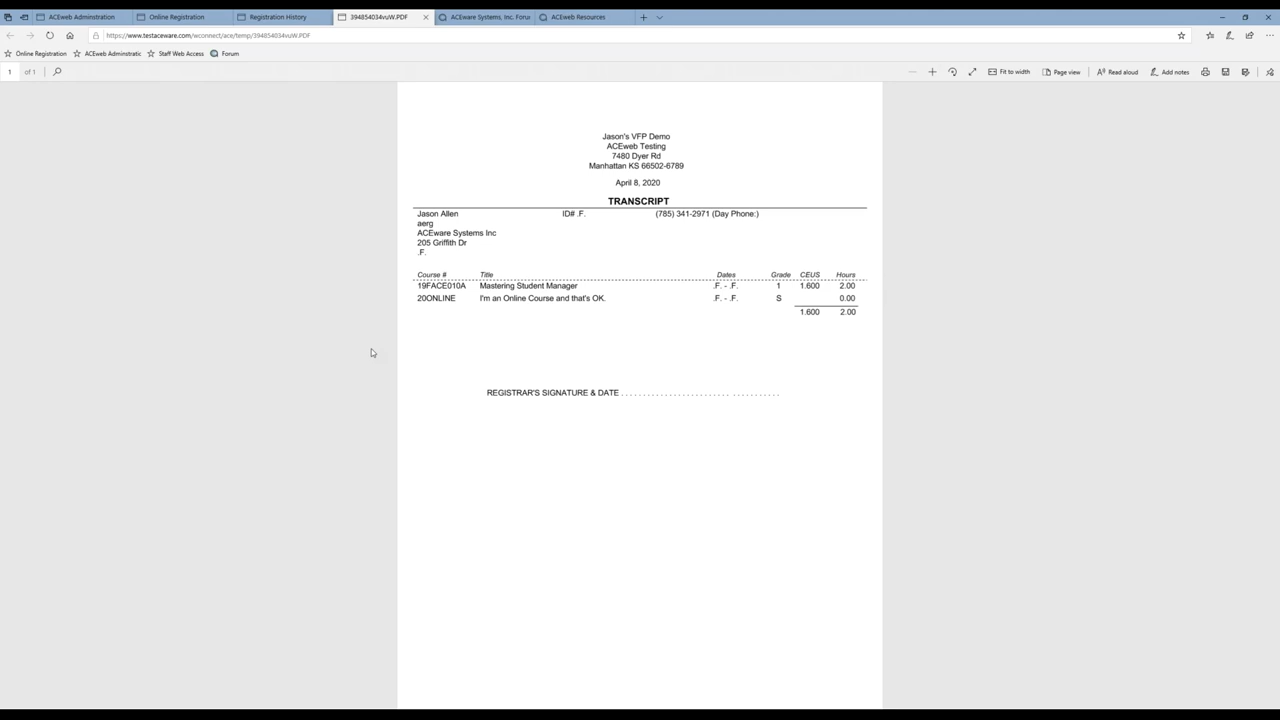 ACEweb Administration
Online Registration
Registration History
394854034vuW.PDF
ACEware Systems, Inc. Foru
ACEweb Resources
https://www.testaceware.com/wconnect/ace/temp/394854034vuW.PDF
Online Registration
ACEweb Administratic
Staff Web Access
Forum
1 of 1
Fit to width
Page view
Read aloud
Add notes
Jason's VFP Demo
ACEweb Testing
7480 Dyer Rd
Manhattan KS 66502-6789
April 8, 2020
TRANSCRIPT
Jason Allen ID# .F. (785) 341-2971 (Day Phone:)
aerg
ACEware Systems Inc
205 Griffith Dr
.F.
Course # Title Dates Grade CEUS Hours
19FACE010A Mastering Student Manager .F. - .F. 1 1.600 2.00
20ONLINE I'm an Online Course and that's OK. .F. - .F. S 0.00
1.600 2.00
REGISTRAR'S SIGNATURE & DATE . . . . . . . . . . . . . . . . . . . . . . . . . . . . . . . . . . .